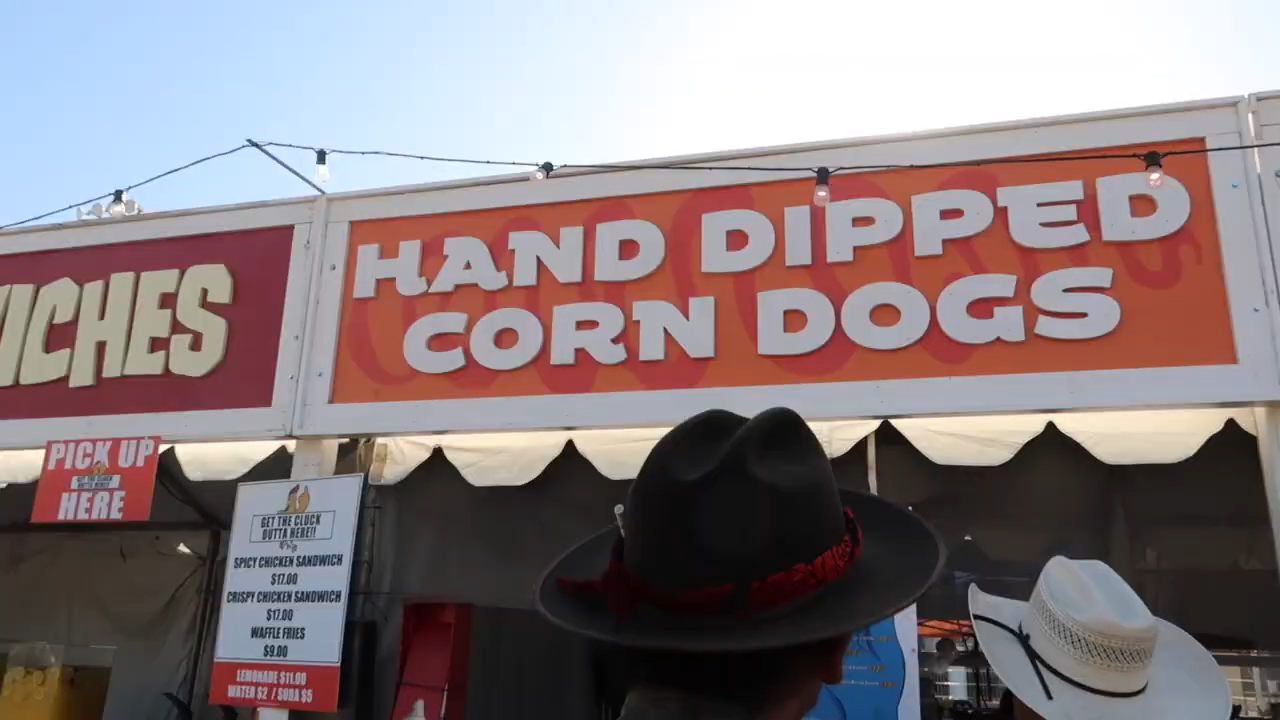 HAND DIPPED
CORN DOGS
ICHES
PICK UP
HERE
GET THE CLUCK
OUTTA HERE!!
SPICY CHICKEN SANDWICH
$17.00
CRISPY CHICKEN SANDWICH
$17.00
WAFFLE FRIES
$9.00
LEMONADE $11.00
WATER $2 / SODA $5